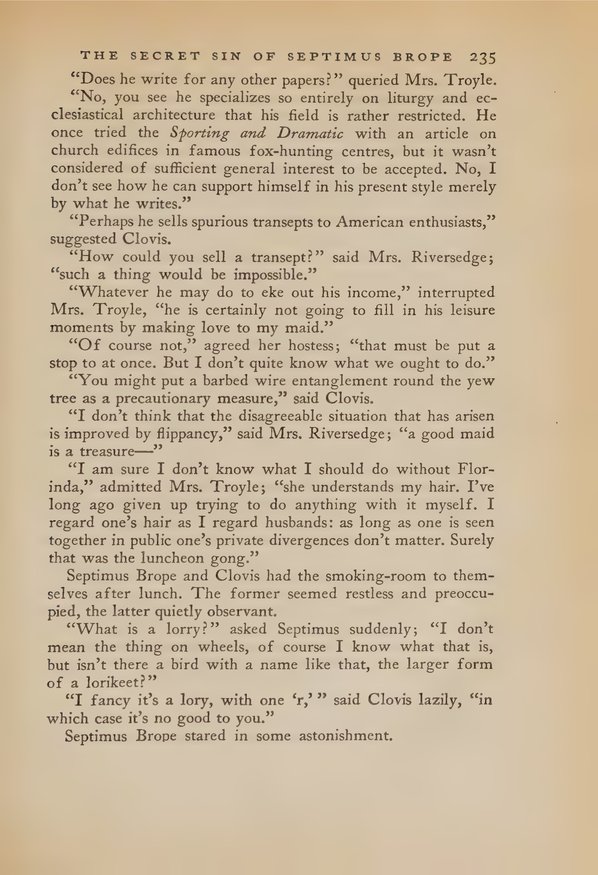 THE SECRET SIN OF SEPTIMUS BROPE 235
“Does he write for any other papers?” queried Mrs. Troyle.
“No, you see he specializes so entirely on liturgy and ec-
clesiastical architecture that his field is rather restricted. He
once tried the Sporting and Dramatic with an article on
church edifices in famous fox-hunting centres, but it wasn’t
considered of sufficient general interest to be accepted. No, I
don’t see how he can support himself in his present style merely
by what he writes.”
“Perhaps he sells spurious transepts to American enthusiasts,”
suggested Clovis.
“How could you sell a transept?” said Mrs. Riversedge;
“such a thing would be impossible.”
“Whatever he may do to eke out his income,” interrupted
Mrs. Troyle, “he is certainly not going to fill in his leisure
moments by making love to my maid.”
“Of course not,” agreed her hostess; “that must be put a
stop to at once. But I don’t quite know what we ought to do.”
“You might put a barbed wire entanglement round the yew
tree as a precautionary measure,” said Clovis.
“I don’t think that the disagreeable situation that has arisen
is improved by flippancy,” said Mrs. Riversedge; “a good maid
is a treasure—”
“I am sure I don’t know what I should do without Flor-
inda,” admitted Mrs. Troyle; “she understands my hair. I’ve
long ago given up trying to do anything with it myself. I
regard one’s hair as I regard husbands: as long as one is seen
together in public one’s private divergences don’t matter. Surely
that was the luncheon gong.”
Septimus Brope and Clovis had the smoking-room to them-
selves after lunch. The former seemed restless and preoccu-
pied, the latter quietly observant.
“What is a lorry?” asked Septimus suddenly; “I don’t
mean the thing on wheels, of course I know what that is,
but isn’t there a bird with a name like that, the larger form
of a lorikeet?”
“I fancy it’s a lory, with one ‘r,’ ” said Clovis lazily, “in
which case it’s no good to you.”
Septimus Brope stared in some astonishment.